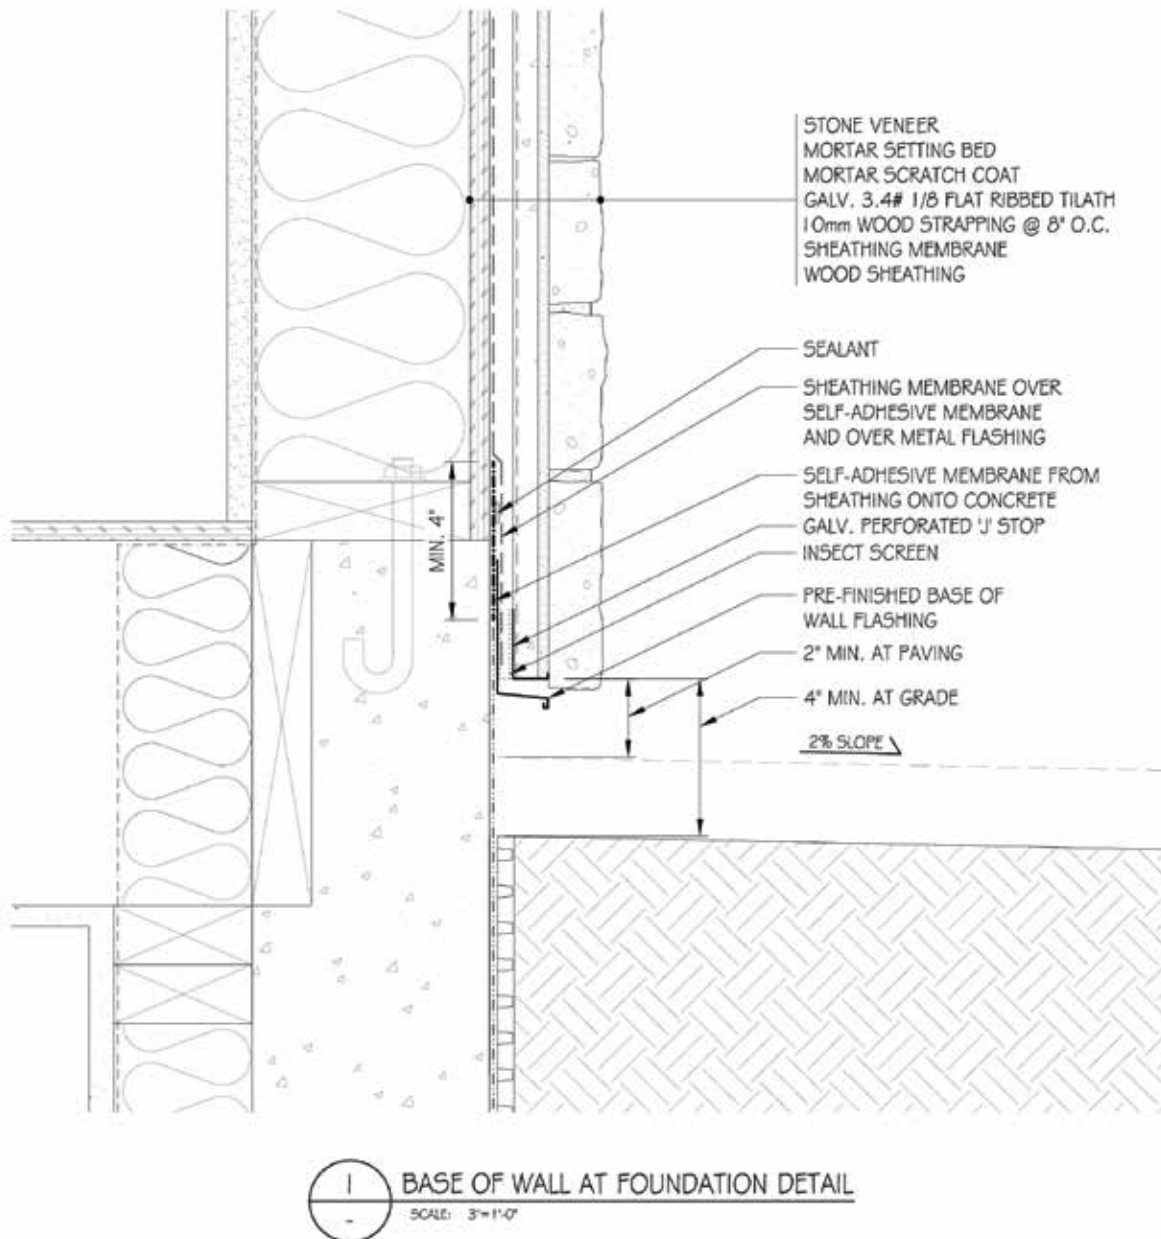 STONE VENEER
MORTAR SETTING BED
MORTAR SCRATCH COAT
GALV. 3.4# 1/8 FLAT RIBBED TILATH
10mm WOOD STRAPPING @ 8" O.C.
SHEATHING MEMBRANE
WOOD SHEATHING
SEALANT
SHEATHING MEMBRANE OVER
SELF-ADHESIVE MEMBRANE
AND OVER METAL FLASHING
SELF-ADHESIVE MEMBRANE FROM
SHEATHING ONTO CONCRETE
GALV. PERFORATED 'J' STOP
INSECT SCREEN
PRE-FINISHED BASE OF
WALL FLASHING
2" MIN. AT PAVING
4" MIN. AT GRADE
2% SLOPE
MIN. 4"
1
-
BASE OF WALL AT FOUNDATION DETAIL
SCALE: 3"=1'-0"